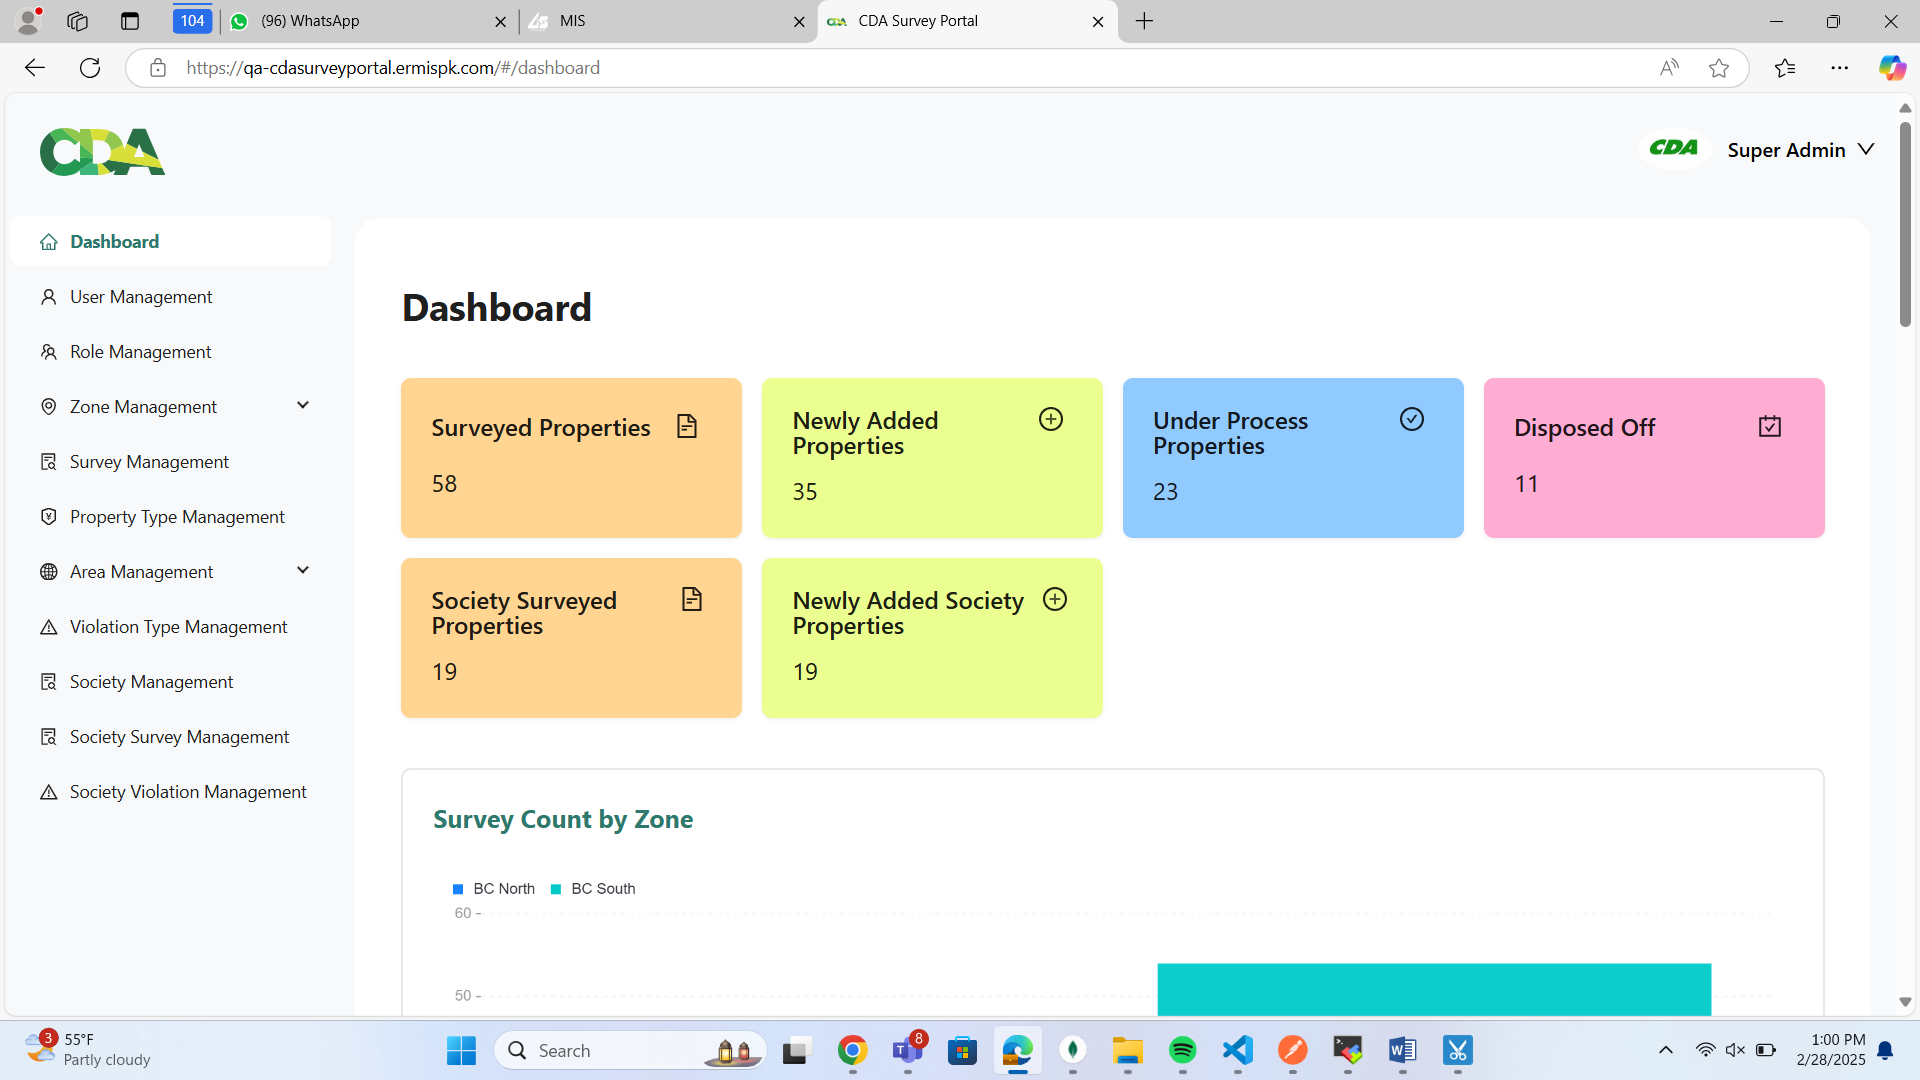 104
(96) WhatsApp
MIS
CDA Survey Portal
https://qa-cdasurveyportal.ermispk.com/#/dashboard
CDA
CDA
Super Admin
Dashboard
User Management
Role Management
Zone Management
Survey Management
Property Type Management
Area Management
Violation Type Management
Society Management
Society Survey Management
Society Violation Management
Dashboard
Surveyed Properties
58
Newly Added
Properties
35
Under Process
Properties
23
Disposed Off
11
Society Surveyed
Properties
19
Newly Added Society
Properties
19
Survey Count by Zone
BC North
BC South
60
50
3
55°F
Partly cloudy
Search
8
1:00 PM
2/28/2025